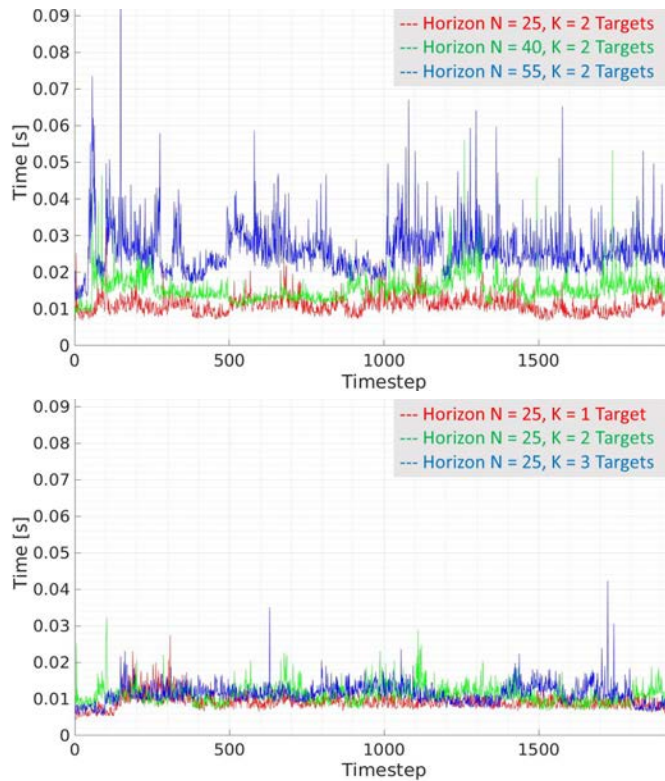 0.09
0.08
0.07
0.06
0.05
0.04
0.03
0.02
0.01
0
Time [s]
--- Horizon N = 25, K = 2 Targets
--- Horizon N = 40, K = 2 Targets
--- Horizon N = 55, K = 2 Targets
0 500 1000 1500
Timestep
0.09
0.08
0.07
0.06
0.05
0.04
0.03
0.02
0.01
0
Time [s]
--- Horizon N = 25, K = 1 Target
--- Horizon N = 25, K = 2 Targets
--- Horizon N = 25, K = 3 Targets
0 500 1000 1500
Timestep